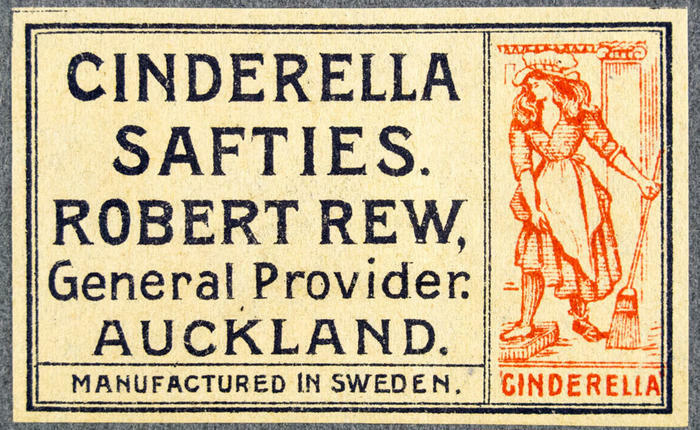 CINDERELLA
SAFTIES.
ROBERT REW,
General Provider.
AUCKLAND.
MANUFACTURED IN SWEDEN.
CINDERELLA